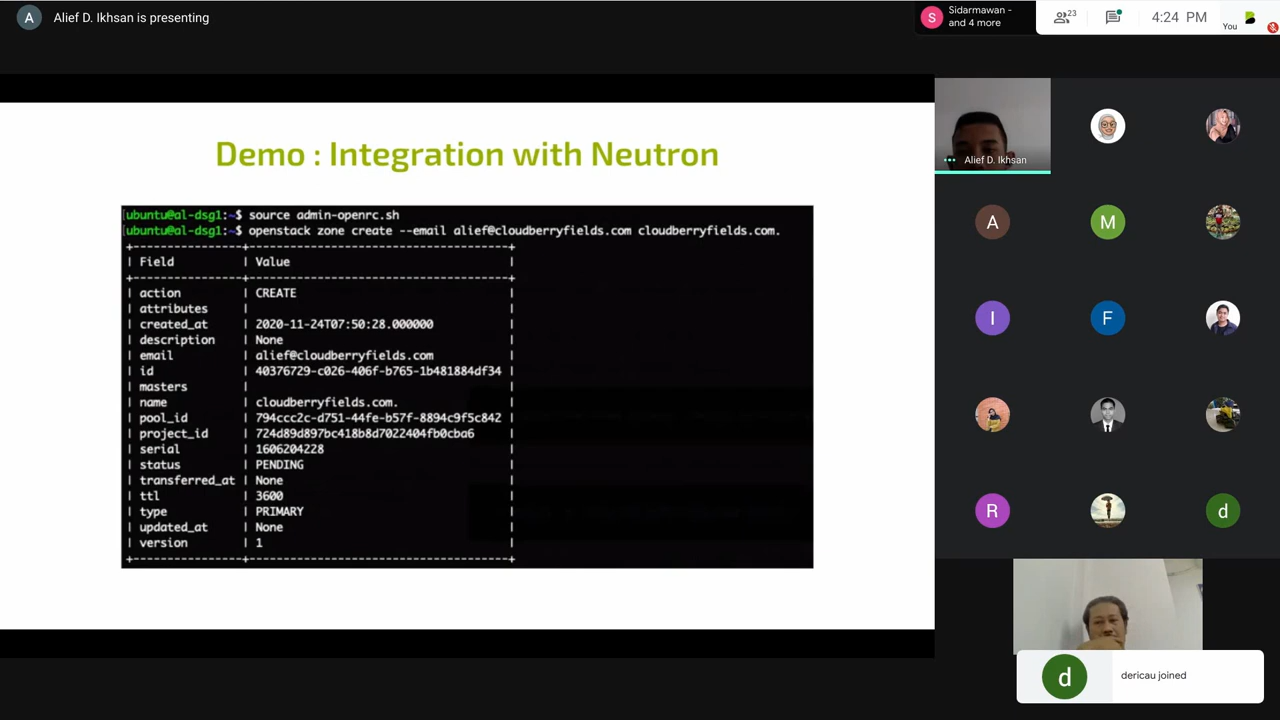 A Alief D. Ikhsan is presenting
S Sidarmawan -
and 4 more
23
4:24 PM
You
Demo : Integration with Neutron
[ubuntu@al-dsg1:~$ source admin-openrc.sh
[ubuntu@al-dsg1:~$ openstack zone create --email alief@cloudberryfields.com cloudberryfields.com.
+----------------+--------------------------------------+
| Field | Value |
+----------------+--------------------------------------+
| action | CREATE |
| attributes | |
| created_at | 2020-11-24T07:50:28.000000 |
| description | None |
| email | alief@cloudberryfields.com |
| id | 40376729-c026-406f-b765-1b481884df34 |
| masters | |
| name | cloudberryfields.com. |
| pool_id | 794ccc2c-d751-44fe-b57f-8894c9f5c842 |
| project_id | 724d89d897bc418b8d7022404fb0cba6 |
| serial | 1606204228 |
| status | PENDING |
| transferred_at | None |
| ttl | 3600 |
| type | PRIMARY |
| updated_at | None |
| version | 1 |
+----------------+--------------------------------------+
Alief D. Ikhsan
A
M
I
F
R
d
d
dericau joined